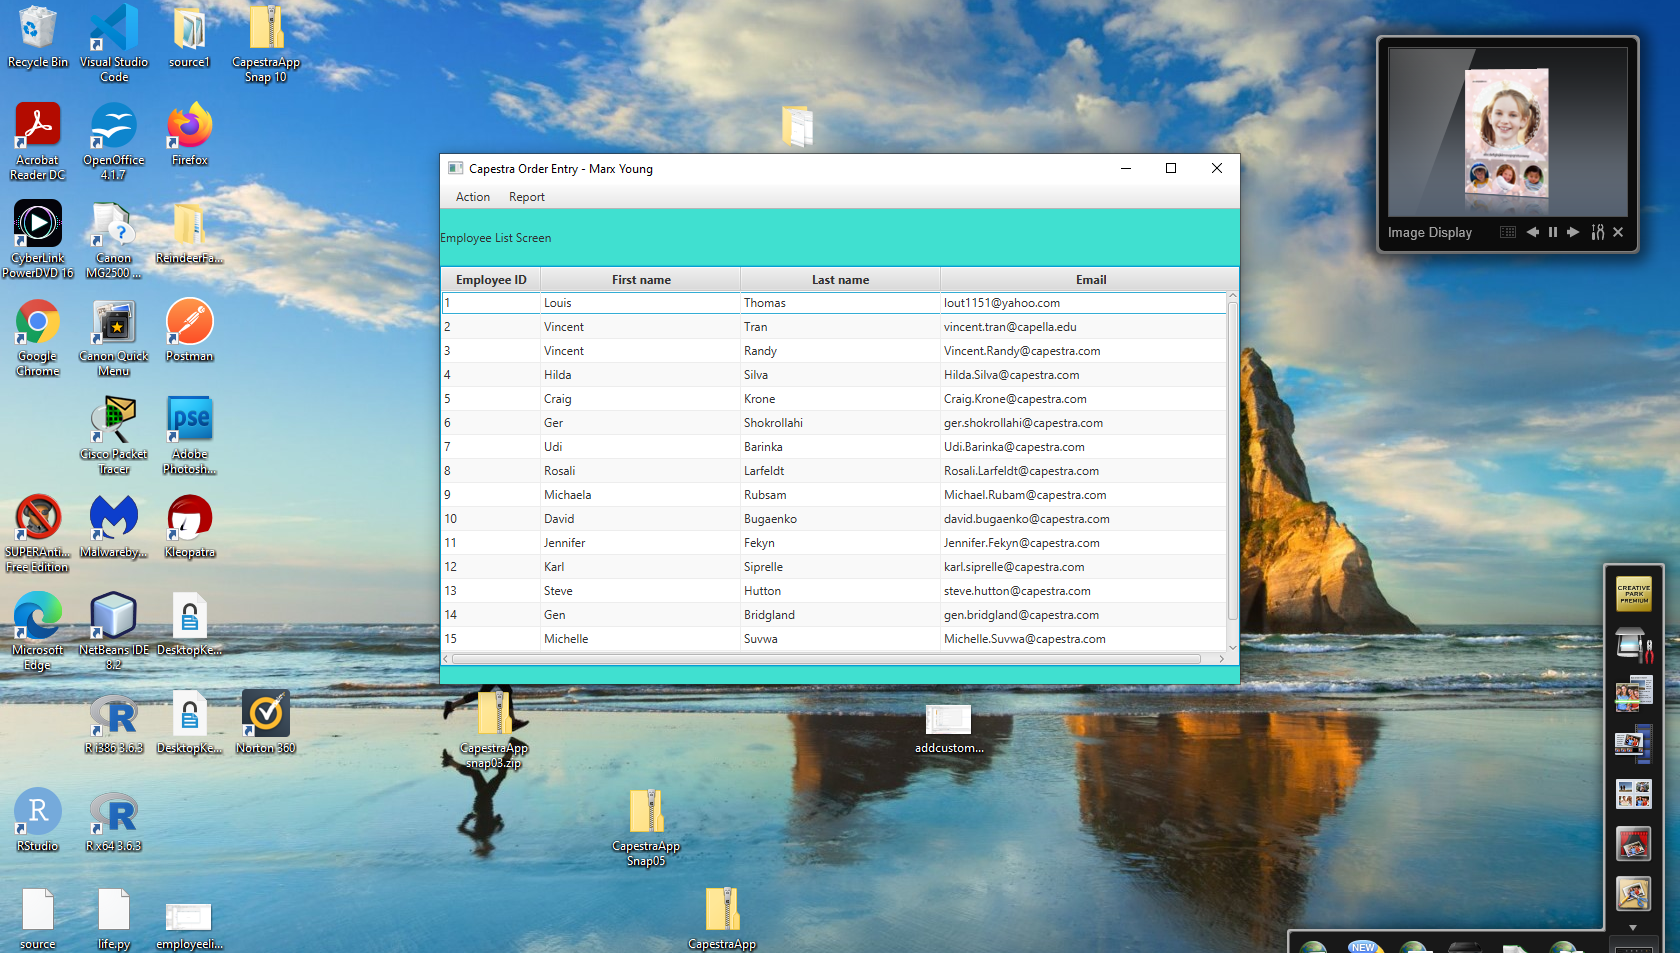 Recycle Bin
Visual Studio
Code
source1
CapestraApp
Snap 10
Acrobat
Reader DC
OpenOffice
4.1.7
Firefox
CyberLink
PowerDVD 16
Canon
MG2500 ...
ReindeerFa...
Google
Chrome
Canon Quick
Menu
Postman
Cisco Packet
Tracer
pse
Adobe
Photosh...
SUPERAnti...
Free Edition
Malwareby...
Kleopatra
Microsoft
Edge
NetBeans IDE
8.2
DesktopKe...
R i386 3.6.3
DesktopKe...
Norton 360
R
RStudio
R x64 3.6.3
source
life.py
employeeli...
Capestra Order Entry - Marx Young
Action Report
Employee List Screen
Employee ID First name Last name Email
1 Louis Thomas lout1151@yahoo.com
2 Vincent Tran vincent.tran@capella.edu
3 Vincent Randy Vincent.Randy@capestra.com
4 Hilda Silva Hilda.Silva@capestra.com
5 Craig Krone Craig.Krone@capestra.com
6 Ger Shokrollahi ger.shokrollahi@capestra.com
7 Udi Barinka Udi.Barinka@capestra.com
8 Rosali Larfeldt Rosali.Larfeldt@capestra.com
9 Michaela Rubsam Michael.Rubam@capestra.com
10 David Bugaenko david.bugaenko@capestra.com
11 Jennifer Fekyn Jennifer.Fekyn@capestra.com
12 Karl Siprelle karl.siprelle@capestra.com
13 Steve Hutton steve.hutton@capestra.com
14 Gen Bridgland gen.bridgland@capestra.com
15 Michelle Suvwa Michelle.Suvwa@capestra.com
CapestraApp
snap03.zip
addcustom...
CapestraApp
Snap05
CapestraApp
Image Display
CREATIVE
PARK
PREMIUM
NEW